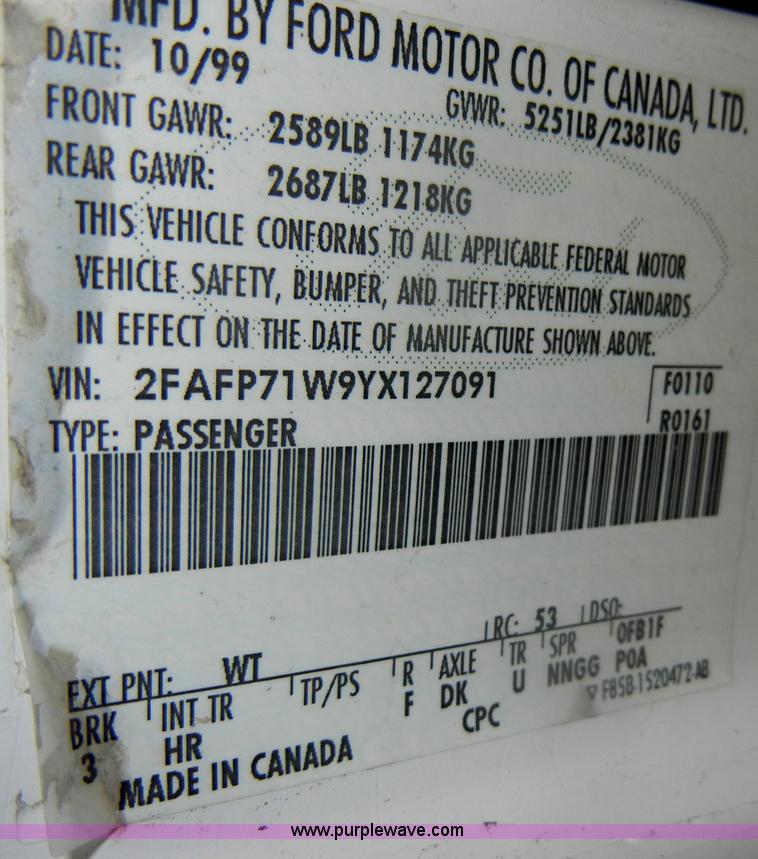 MFD. BY FORD MOTOR CO. OF CANADA, LTD.
DATE: 10/99
GVWR: 5251LB/2381KG
FRONT GAWR: 2589LB 1174KG
REAR GAWR: 2687LB 1218KG
THIS VEHICLE CONFORMS TO ALL APPLICABLE FEDERAL MOTOR
VEHICLE SAFETY, BUMPER, AND THEFT PREVENTION STANDARDS
IN EFFECT ON THE DATE OF MANUFACTURE SHOWN ABOVE.
VIN: 2FAFP71W9YX127091
F0110
TYPE: PASSENGER
R0161
EXT PNT: WT RC: 53 DSO:
BRK INT TR TP/PS R AXLE TR SPR 0FB1F
3 HR F DK U NNGG POA
CPC
F85B-1520472-AB
MADE IN CANADA
www.purplewave.com